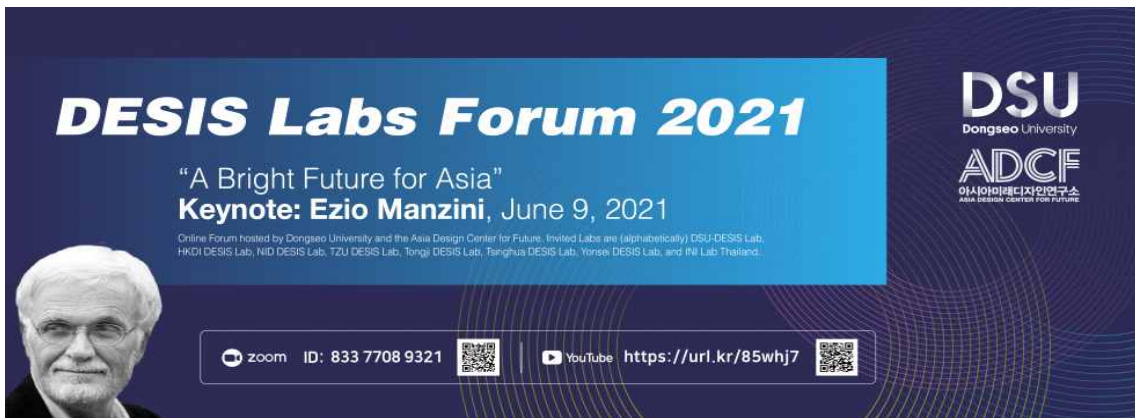 DESIS Labs Forum 2021
“A Bright Future for Asia”
Keynote: Ezio Manzini, June 9, 2021
Online Forum hosted by Dongseo University and the Asia Design Center for Future. Invited Labs are (alphabetically) DSU-DESIS Lab,
HKDI DESIS Lab, NID DESIS Lab, TZU DESIS Lab, Tongji DESIS Lab, Tsinghua DESIS Lab, Yonsei DESIS Lab, and INI Lab Thailand.
DSU
Dongseo University
ADCF
아시아미래디자인연구소
ASIA DESIGN CENTER FOR FUTURE
zoom ID: 833 7708 9321
YouTube https://url.kr/85whj7